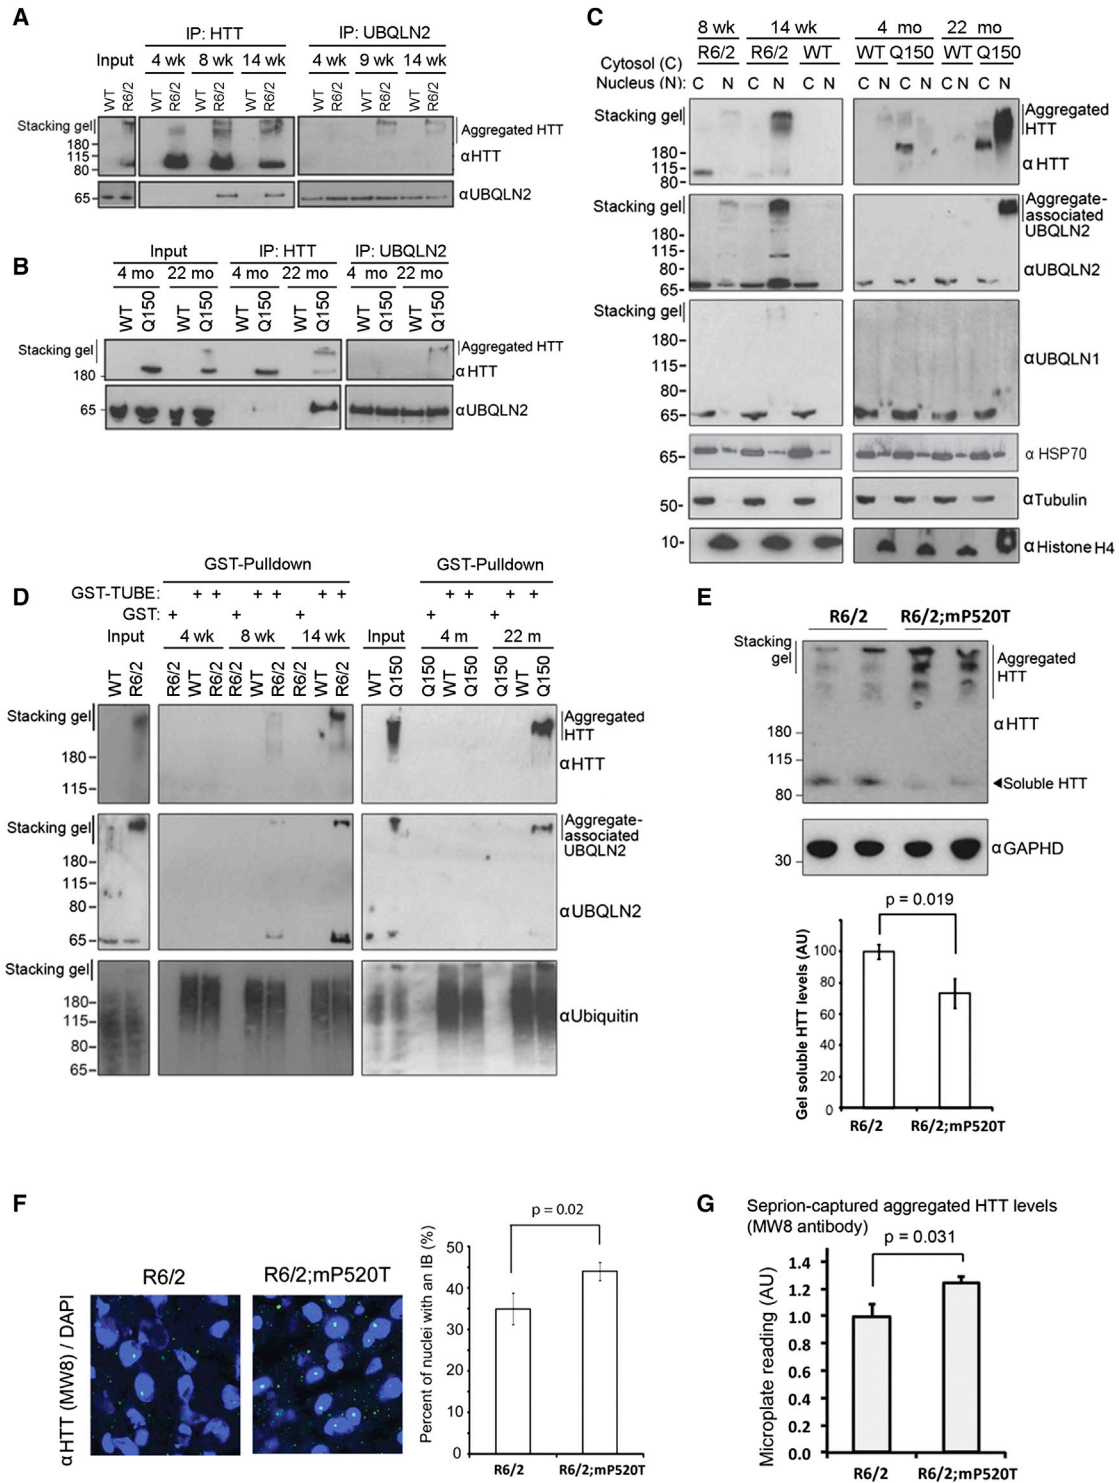 A
IP: HTT
IP: UBQLN2
Input
4 wk
8 wk
14 wk
4 wk
9 wk
14 wk
WT
R6/2
WT
R6/2
WT
R6/2
WT
R6/2
WT
R6/2
WT
R6/2
WT
R6/2
Stacking gel
180
115
80
65
Aggregated HTT
αHTT
αUBQLN2
B
Input
IP: HTT
IP: UBQLN2
4 mo
22 mo
4 mo
22 mo
4 mo
22 mo
WT
Q150
WT
Q150
WT
Q150
WT
Q150
WT
Q150
WT
Q150
Stacking gel
180
65
Aggregated HTT
αHTT
αUBQLN2
C
8 wk
14 wk
4 mo
22 mo
R6/2
R6/2
WT
WT
Q150
WT
Q150
Cytosol (C)
Nucleus (N):
C N C N C N C N C N C N C N
Stacking gel
180
115
80
Aggregated
HTT
αHTT
Stacking gel
180
115
80
65
Aggregate-
associated
UBQLN2
αUBQLN2
Stacking gel
180
115
80
65
αUBQLN1
65
αHSP70
50
αTubulin
10
αHistone H4
D
GST-Pulldown
GST-Pulldown
GST-TUBE: + + + + + + + + + +
GST: + + + + +
Input
4 wk
8 wk
14 wk
Input
4 m
22 m
WT
R6/2
R6/2
WT
R6/2
R6/2
WT
R6/2
R6/2
WT
R6/2
WT
Q150
Q150
WT
Q150
Q150
WT
Q150
Stacking gel
180
115
Aggregated
HTT
αHTT
Stacking gel
180
115
80
65
Aggregate-
associated
UBQLN2
αUBQLN2
Stacking gel
180
115
80
65
αUbiquitin
E
R6/2
R6/2;mP520T
Stacking
gel
180
115
80
Aggregated
HTT
αHTT
Soluble HTT
30
αGAPHD
p = 0.019
Gel soluble HTT levels (AU)
100
80
60
40
20
0
R6/2
R6/2;mP520T
F
αHTT (MW8) / DAPI
R6/2
R6/2;mP520T
p = 0.02
Percent of nuclei with an IB (%)
50
40
30
20
10
0
R6/2
R6/2;mP520T
G
Seprion-captured aggregated HTT levels
(MW8 antibody)
p = 0.031
Microplate reading (AU)
1.4
1.2
1.0
0.8
0.6
0.4
0.2
0.0
R6/2
R6/2;mP520T